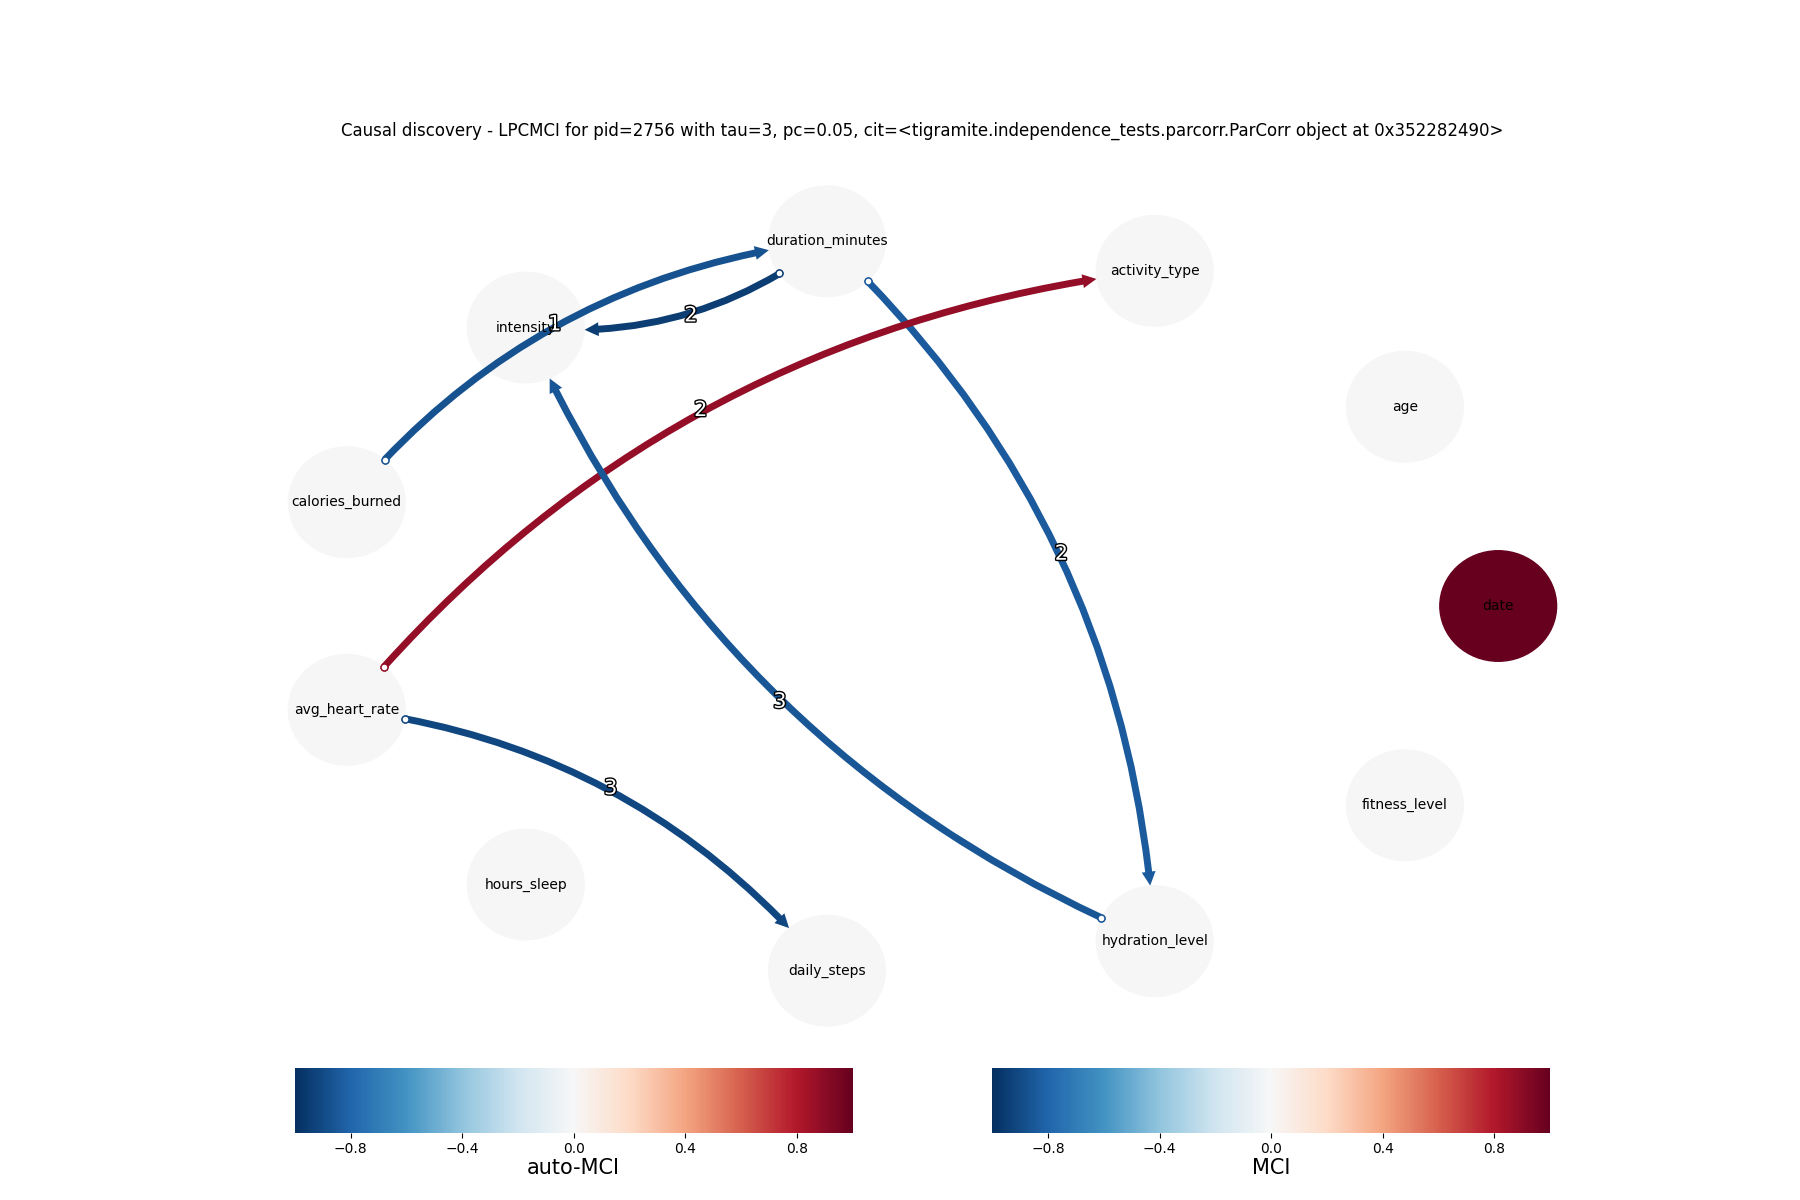 Causal discovery - LPCMCI for pid=2756 with tau=3, pc=0.05, cit=<tigramite.independence_tests.parcorr.ParCorr object at 0x352282490>
duration_minutes
activity_type
intensity
1
2
2
age
calories_burned
2
date
3
avg_heart_rate
3
fitness_level
hours_sleep
hydration_level
daily_steps
−0.8 −0.4 0.0 0.4 0.8
auto-MCI
−0.8 −0.4 0.0 0.4 0.8
MCI